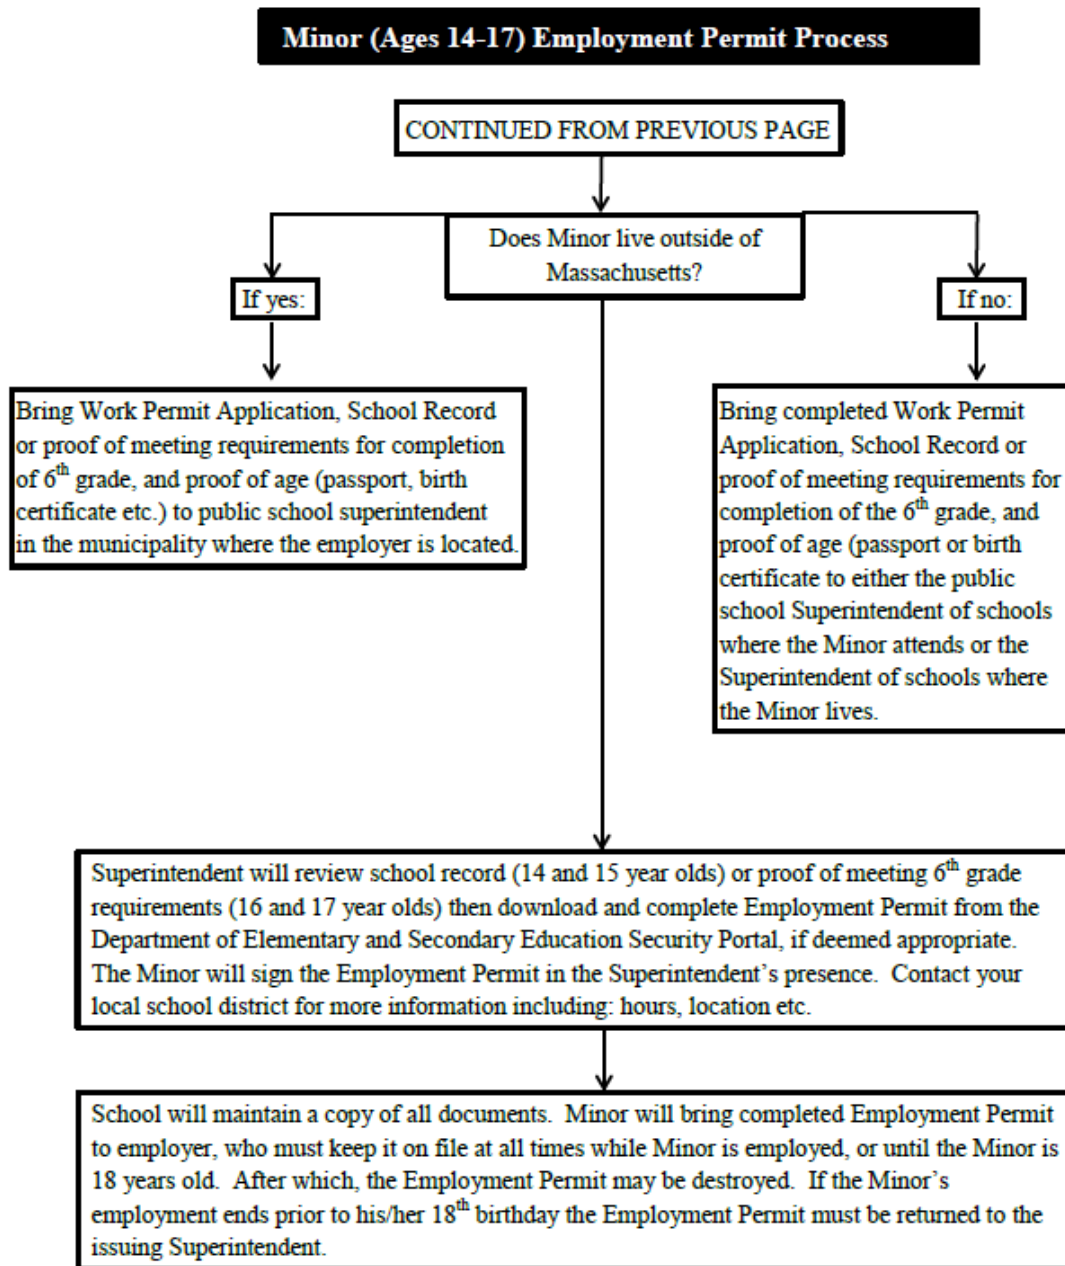 Minor (Ages 14-17) Employment Permit Process
CONTINUED FROM PREVIOUS PAGE
Does Minor live outside of
Massachusetts?
If yes:
If no:
Bring Work Permit Application, School Record
or proof of meeting requirements for completion
of 6th grade, and proof of age (passport, birth
certificate etc.) to public school superintendent
in the municipality where the employer is located.
Bring completed Work Permit
Application, School Record or
proof of meeting requirements for
completion of the 6th grade, and
proof of age (passport or birth
certificate to either the public
school Superintendent of schools
where the Minor attends or the
Superintendent of schools where
the Minor lives.
Superintendent will review school record (14 and 15 year olds) or proof of meeting 6th grade
requirements (16 and 17 year olds) then download and complete Employment Permit from the
Department of Elementary and Secondary Education Security Portal, if deemed appropriate.
The Minor will sign the Employment Permit in the Superintendent's presence.  Contact your
local school district for more information including: hours, location etc.
School will maintain a copy of all documents.  Minor will bring completed Employment Permit
to employer, who must keep it on file at all times while Minor is employed, or until the Minor is
18 years old.  After which, the Employment Permit may be destroyed.  If the Minor's
employment ends prior to his/her 18th birthday the Employment Permit must be returned to the
issuing Superintendent.